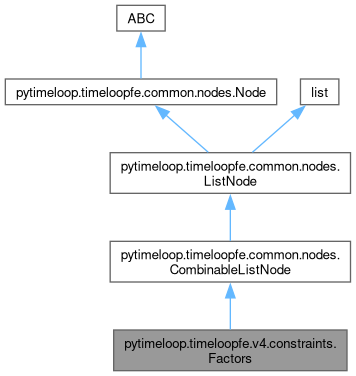 ABC
pytimeloop.timeloopfe.common.nodes.Node
list
pytimeloop.timeloopfe.common.nodes.
ListNode
pytimeloop.timeloopfe.common.nodes.
CombinableListNode
pytimeloop.timeloopfe.v4.constraints.
Factors